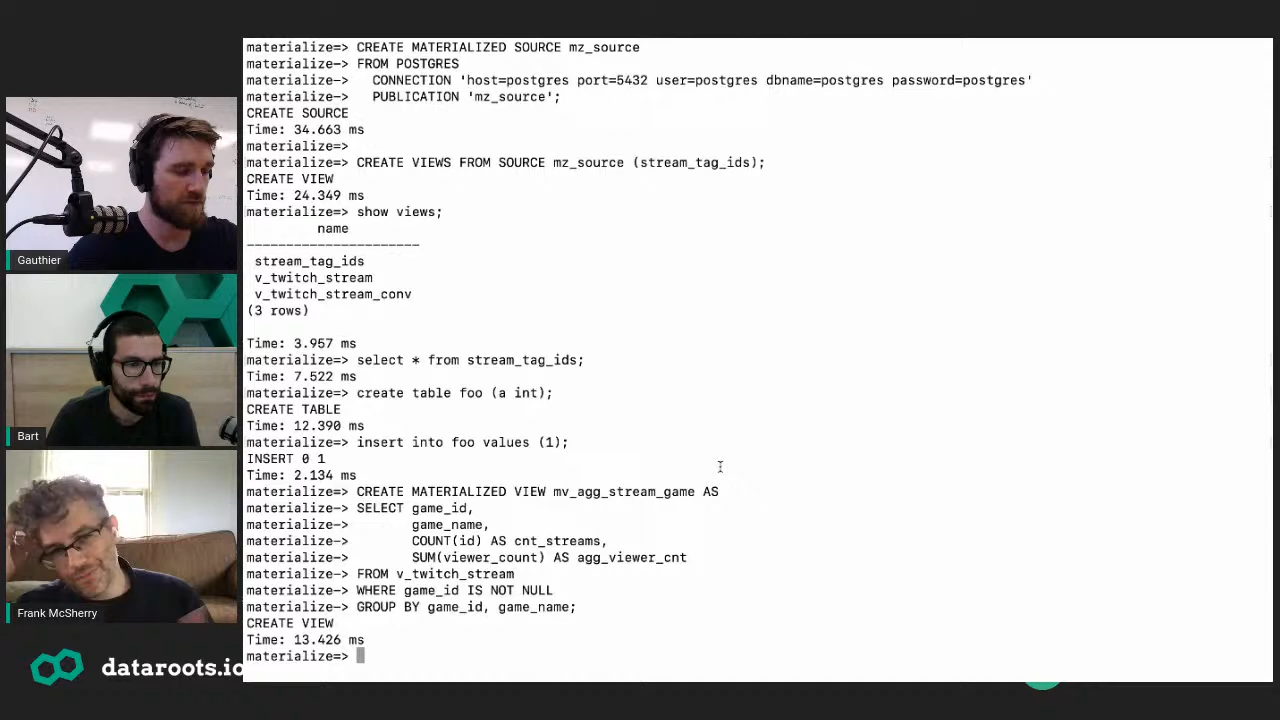 materialize=> CREATE MATERIALIZED SOURCE mz_source
materialize-> FROM POSTGRES
materialize->   CONNECTION 'host=postgres port=5432 user=postgres dbname=postgres password=postgres'
materialize->   PUBLICATION 'mz_source';
CREATE SOURCE
Time: 34.663 ms
materialize=>
materialize=> CREATE VIEWS FROM SOURCE mz_source (stream_tag_ids);
CREATE VIEW
Time: 24.349 ms
materialize=> show views;
name
----------------------
stream_tag_ids
v_twitch_stream
v_twitch_stream_conv
(3 rows)
Time: 3.957 ms
materialize=> select * from stream_tag_ids;
Time: 7.522 ms
materialize=> create table foo (a int);
CREATE TABLE
Time: 12.390 ms
materialize=> insert into foo values (1);
INSERT 0 1
Time: 2.134 ms
materialize=> CREATE MATERIALIZED VIEW mv_agg_stream_game AS
materialize-> SELECT game_id,
materialize->        game_name,
materialize->        COUNT(id) AS cnt_streams,
materialize->        SUM(viewer_count) AS agg_viewer_cnt
materialize-> FROM v_twitch_stream
materialize-> WHERE game_id IS NOT NULL
materialize-> GROUP BY game_id, game_name;
CREATE VIEW
Time: 13.426 ms
materialize=>
Gauthier
Bart
Frank McSherry
dataroots.io